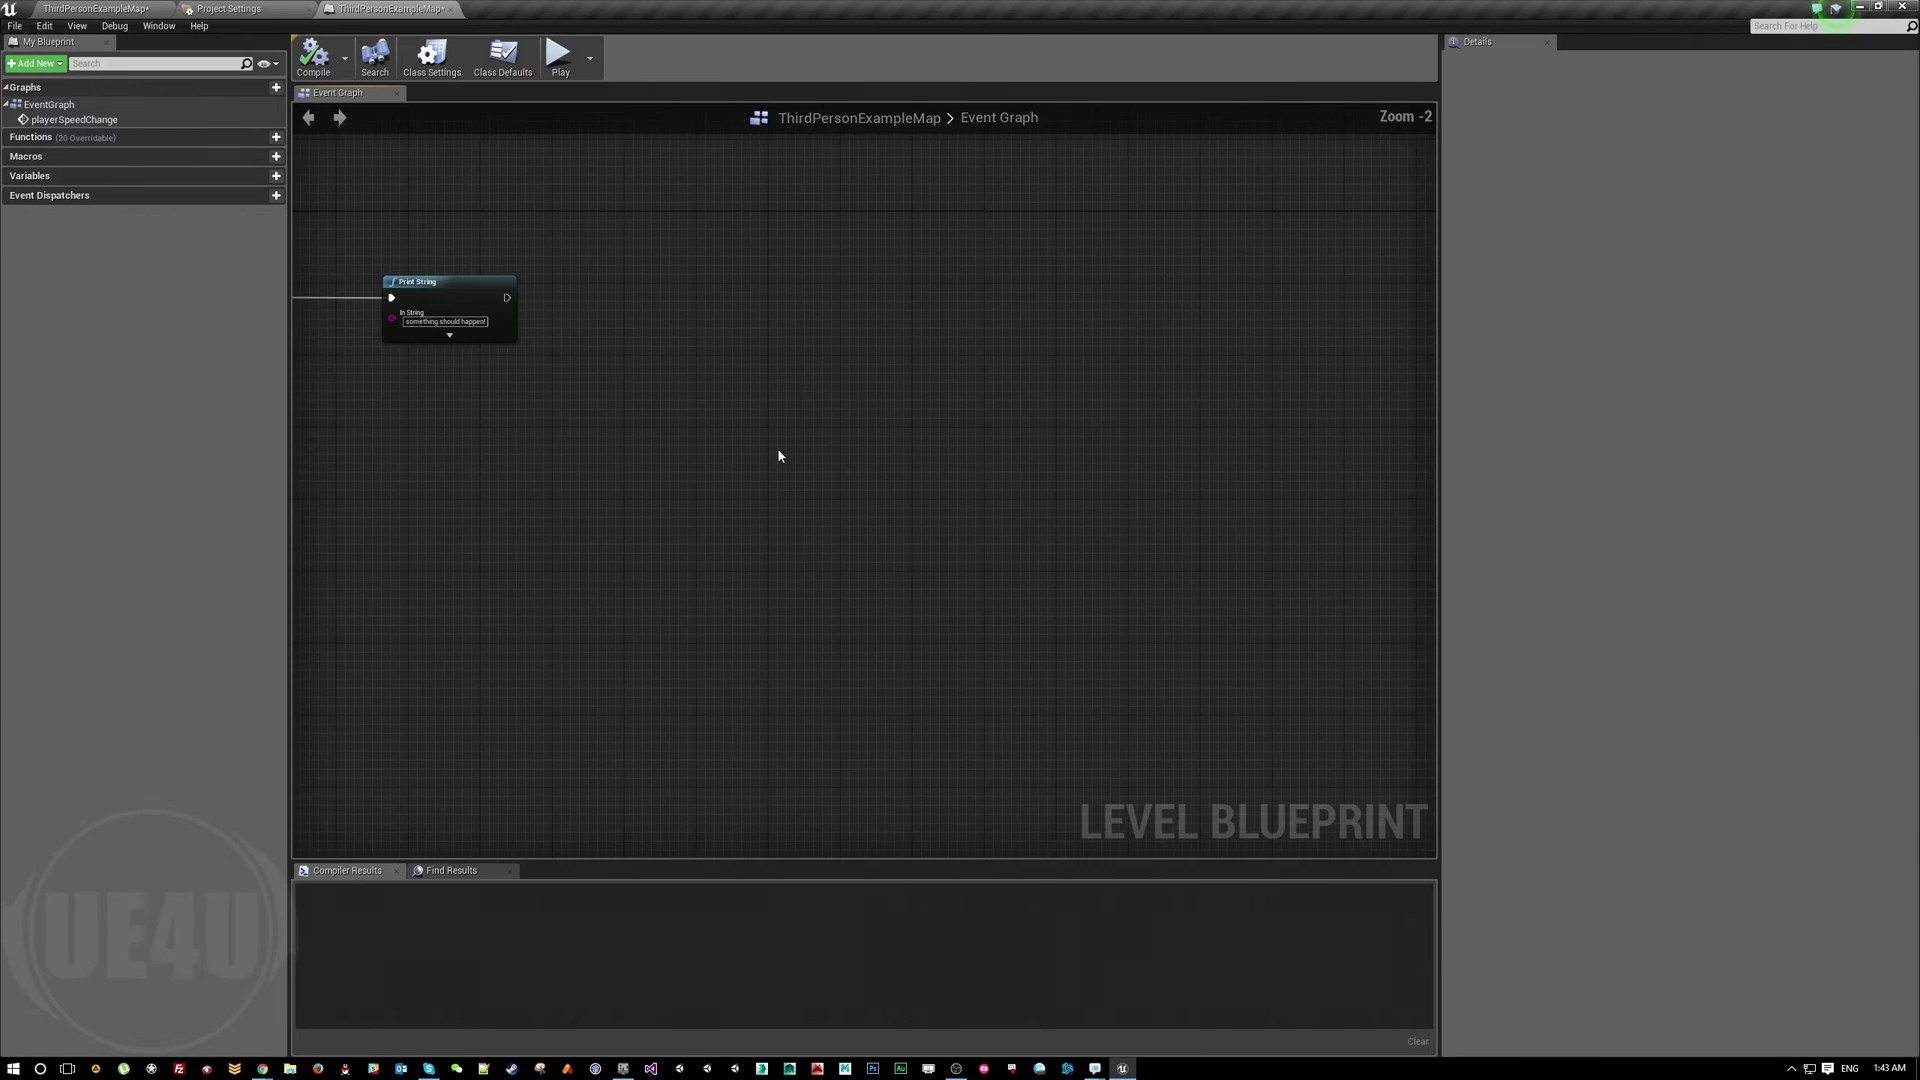 ThirdPersonExampleMap*
Project Settings
ThirdPersonExampleMap*
File Edit View Debug Window Help
Search For Help
My Blueprint
Details
Add New
Search
Compile
Search
Class Settings
Class Defaults
Play
Graphs
Event Graph
EventGraph
playerSpeedChange
ThirdPersonExampleMap > Event Graph
Zoom -2
Functions (20 Overridable)
Macros
Variables
Event Dispatchers
Print String
In String
something should happen!
LEVEL BLUEPRINT
Compiler Results
Find Results
UE4U
Clear
ENG
1:43 AM